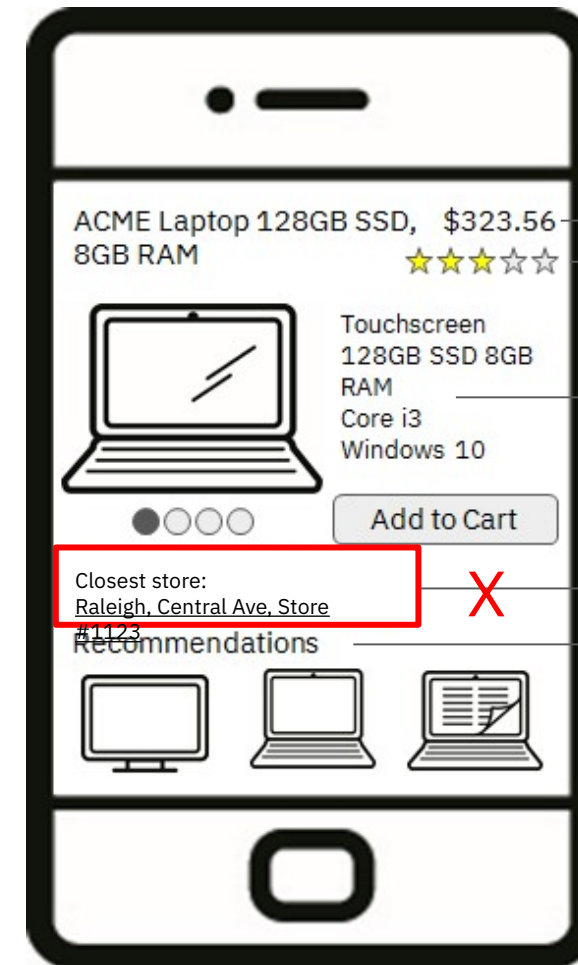 ACME Laptop 128GB SSD, $323.56
8GB RAM
Touchscreen
128GB SSD 8GB
RAM
Core i3
Windows 10
Add to Cart
Closest store:
Raleigh, Central Ave, Store
#1123
X
Recommendations